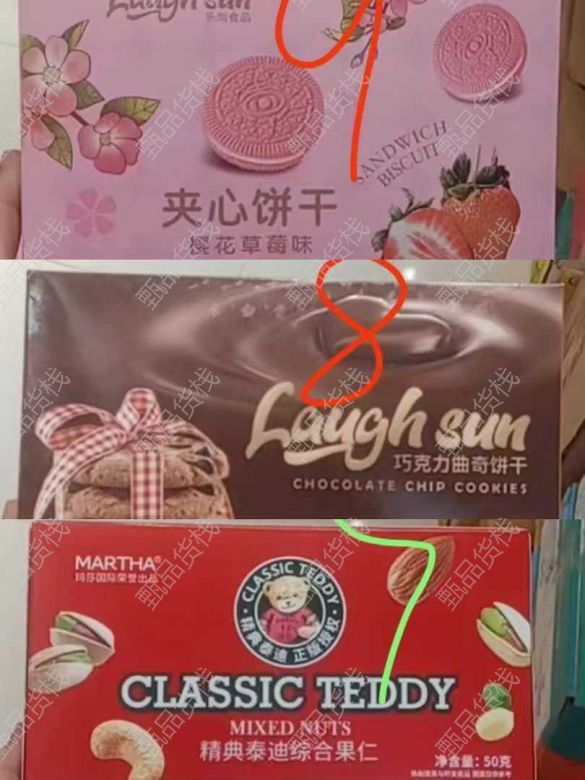 Laugh sun
乐尚食品
9
SANDWICH
BISCUIT
夹心饼干
樱花草莓味
8
Laugh sun
巧克力曲奇饼干
CHOCOLATE CHIP COOKIES
7
MARTHA®
玛莎国际荣誉出品
CLASSIC TEDDY
精典泰迪 正版授权
CLASSIC TEDDY
MIXED NUTS
精典泰迪综合果仁
净含量: 50克
甄品货栈